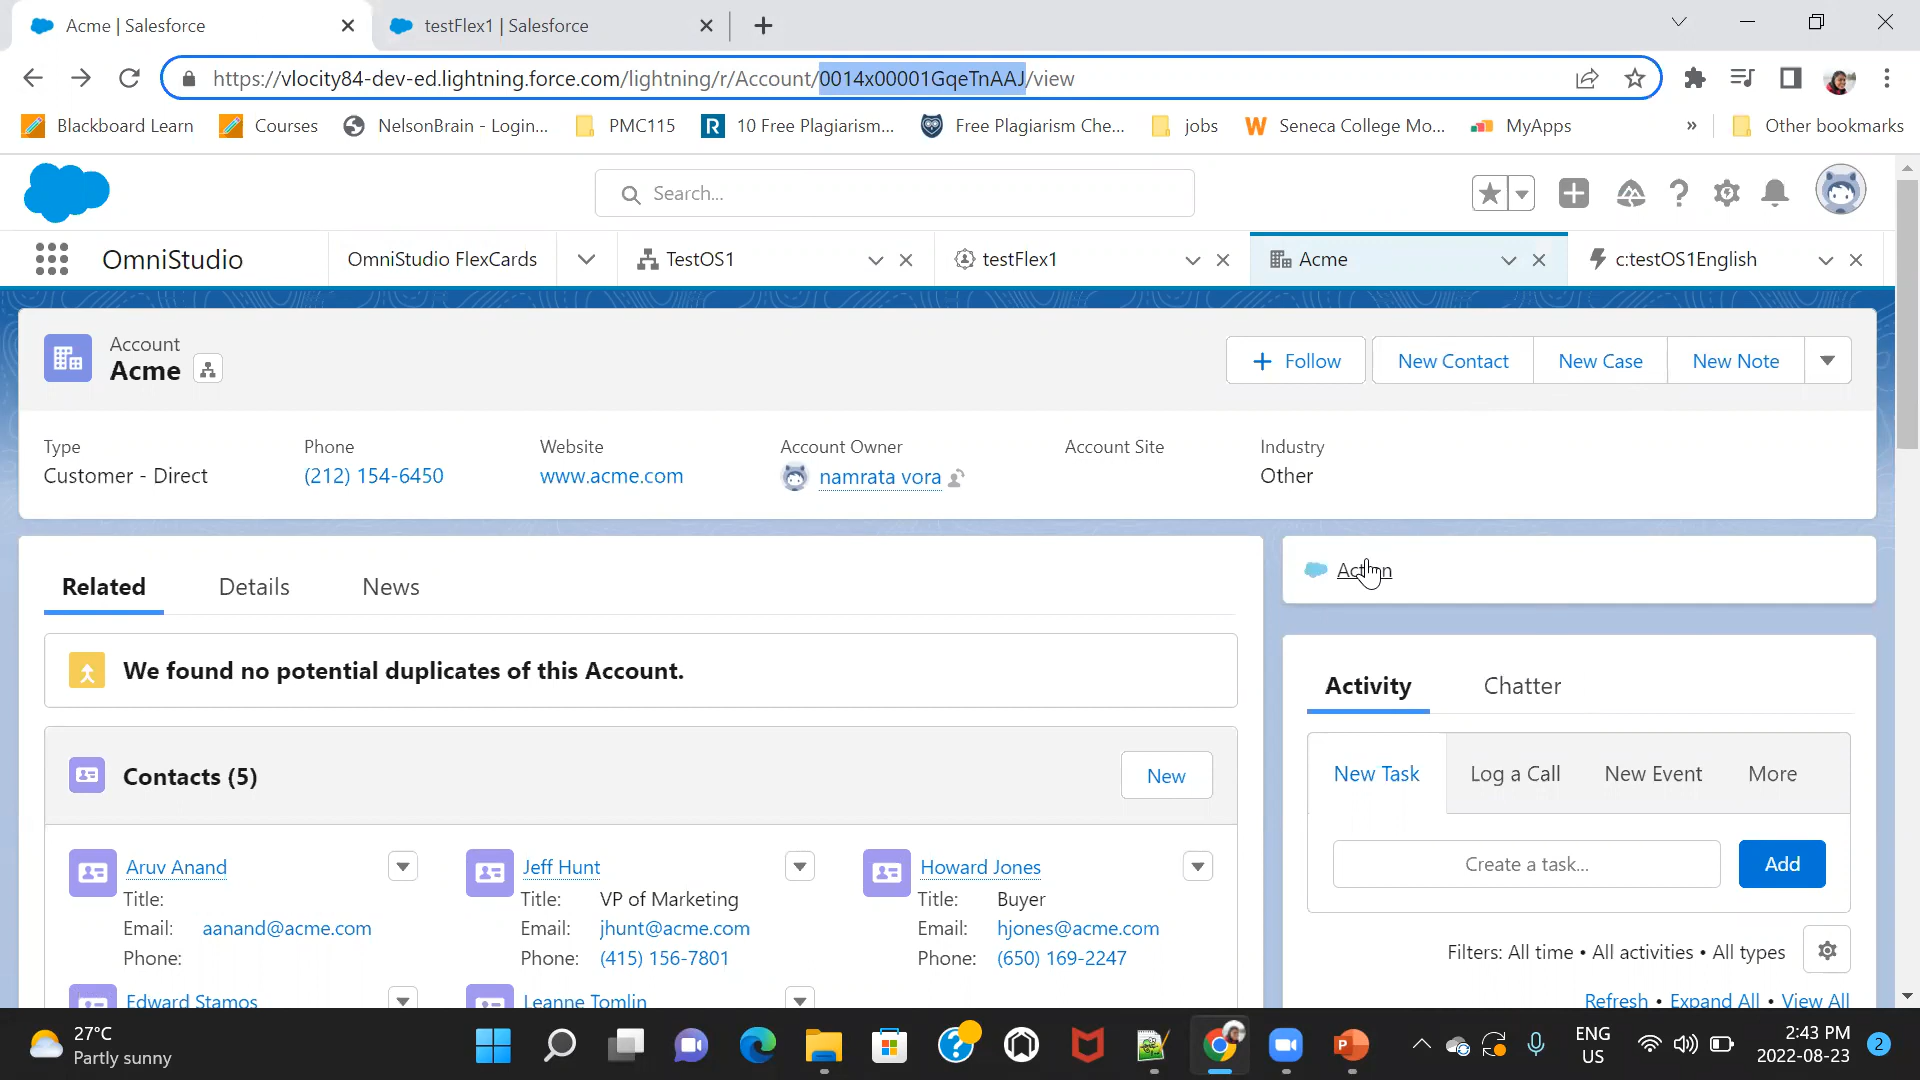 Acme | Salesforce
testFlex1 | Salesforce
https://vlocity84-dev-ed.lightning.force.com/lightning/r/Account/0014x00001GqeTnAAJ/view
Blackboard Learn
Courses
NelsonBrain - Login...
PMC115
R 10 Free Plagiarism...
Free Plagiarism Che...
jobs
W Seneca College Mo...
MyApps
»
Other bookmarks
Search...
OmniStudio
OmniStudio FlexCards
TestOS1
testFlex1
Acme
c:testOS1English
Account
Acme
+ Follow
New Contact
New Case
New Note
Type
Customer - Direct
Phone
(212) 154-6450
Website
www.acme.com
Account Owner
namrata vora
Account Site
Industry
Other
Related
Details
News
Action
We found no potential duplicates of this Account.
Activity
Chatter
Contacts (5)
New
New Task
Log a Call
New Event
More
Create a task...
Add
Aruv Anand
Title:
Email: aanand@acme.com
Phone:
Jeff Hunt
Title: VP of Marketing
Email: jhunt@acme.com
Phone: (415) 156-7801
Howard Jones
Title: Buyer
Email: hjones@acme.com
Phone: (650) 169-2247
Filters: All time • All activities • All types
Refresh • Expand All • View All
Edward Stamos
Leanne Tomlin
27°C
Partly sunny
P
ENG
US
2:43 PM
2022-08-23
2